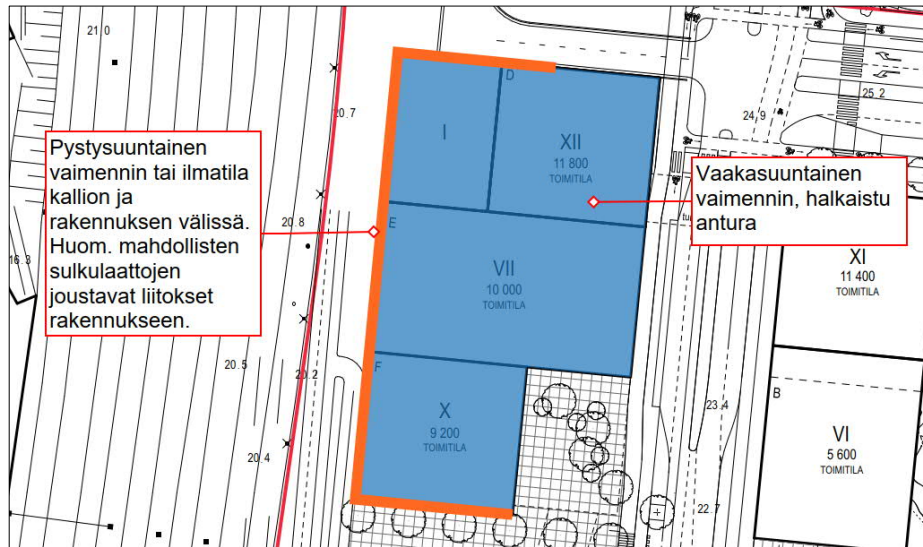 21.0
20.7
D
I
XII
11 800
TOIMITILA
25.2
24.9
Pystysuuntainen
vaimennin tai ilmatila
kallion ja
rakennuksen välissä.
Huom. mahdollisten
sulkulaattojen
joustavat liitokset
rakennukseen.
Vaakasuuntainen
vaimennin, halkaistu
antura
20.8
16.3
E
VII
10 000
TOIMITILA
XI
11 400
TOIMITILA
20.5
20.2
F
X
9 200
TOIMITILA
23.4
B
VI
5 600
TOIMITILA
20.4
22.7